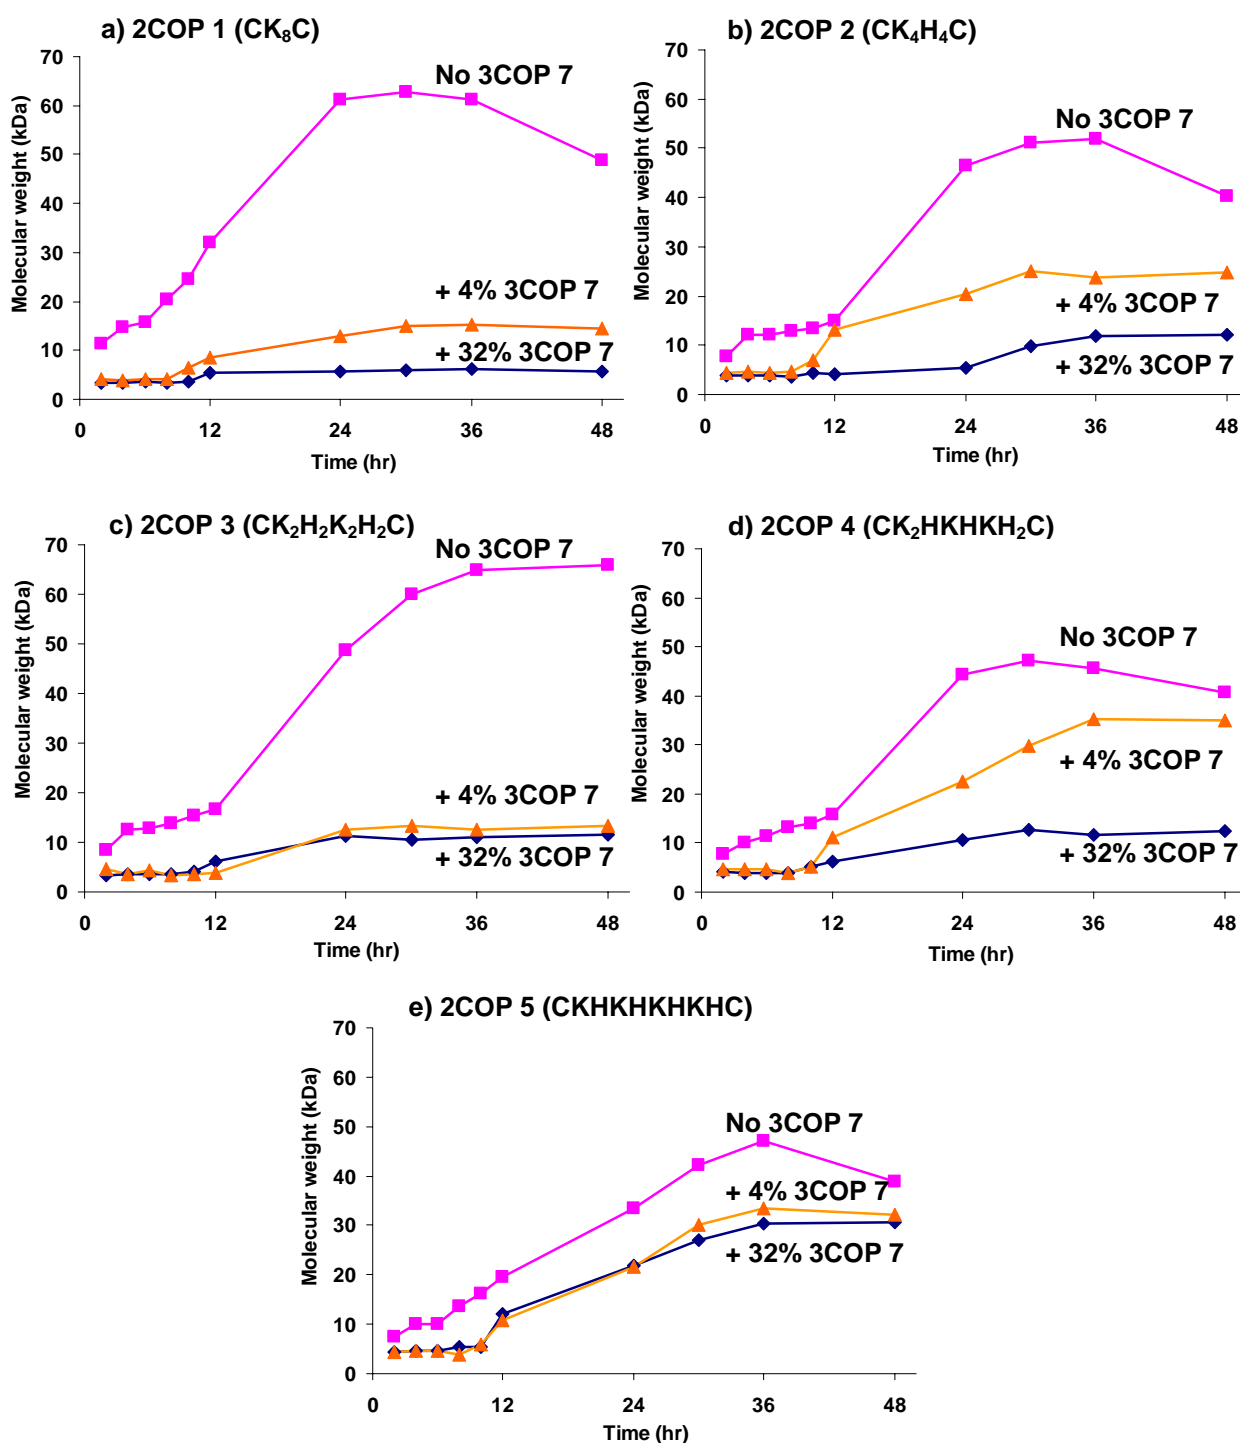 a) 2COP 1 (CK₈C)
Molecular weight (kDa)
70
60
50
40
30
20
10
0
No 3COP 7
+ 4% 3COP 7
+ 32% 3COP 7
0 12 24 36 48
Time (hr)
b) 2COP 2 (CK₄H₄C)
Molecular weight (kDa)
70
60
50
40
30
20
10
0
No 3COP 7
+ 4% 3COP 7
+ 32% 3COP 7
0 12 24 36 48
Time (hr)
c) 2COP 3 (CK₂H₂K₂H₂C)
Molecular weight (kDa)
70
60
50
40
30
20
10
0
No 3COP 7
+ 4% 3COP 7
+ 32% 3COP 7
0 12 24 36 48
Time (hr)
d) 2COP 4 (CK₂HKHKH₂C)
Molecular weight (kDa)
70
60
50
40
30
20
10
0
No 3COP 7
+ 4% 3COP 7
+ 32% 3COP 7
0 12 24 36 48
Time (hr)
e) 2COP 5 (CKHKHKHKHC)
Molecular weight (kDa)
70
60
50
40
30
20
10
0
No 3COP 7
+ 4% 3COP 7
+ 32% 3COP 7
0 12 24 36 48
Time (hr)